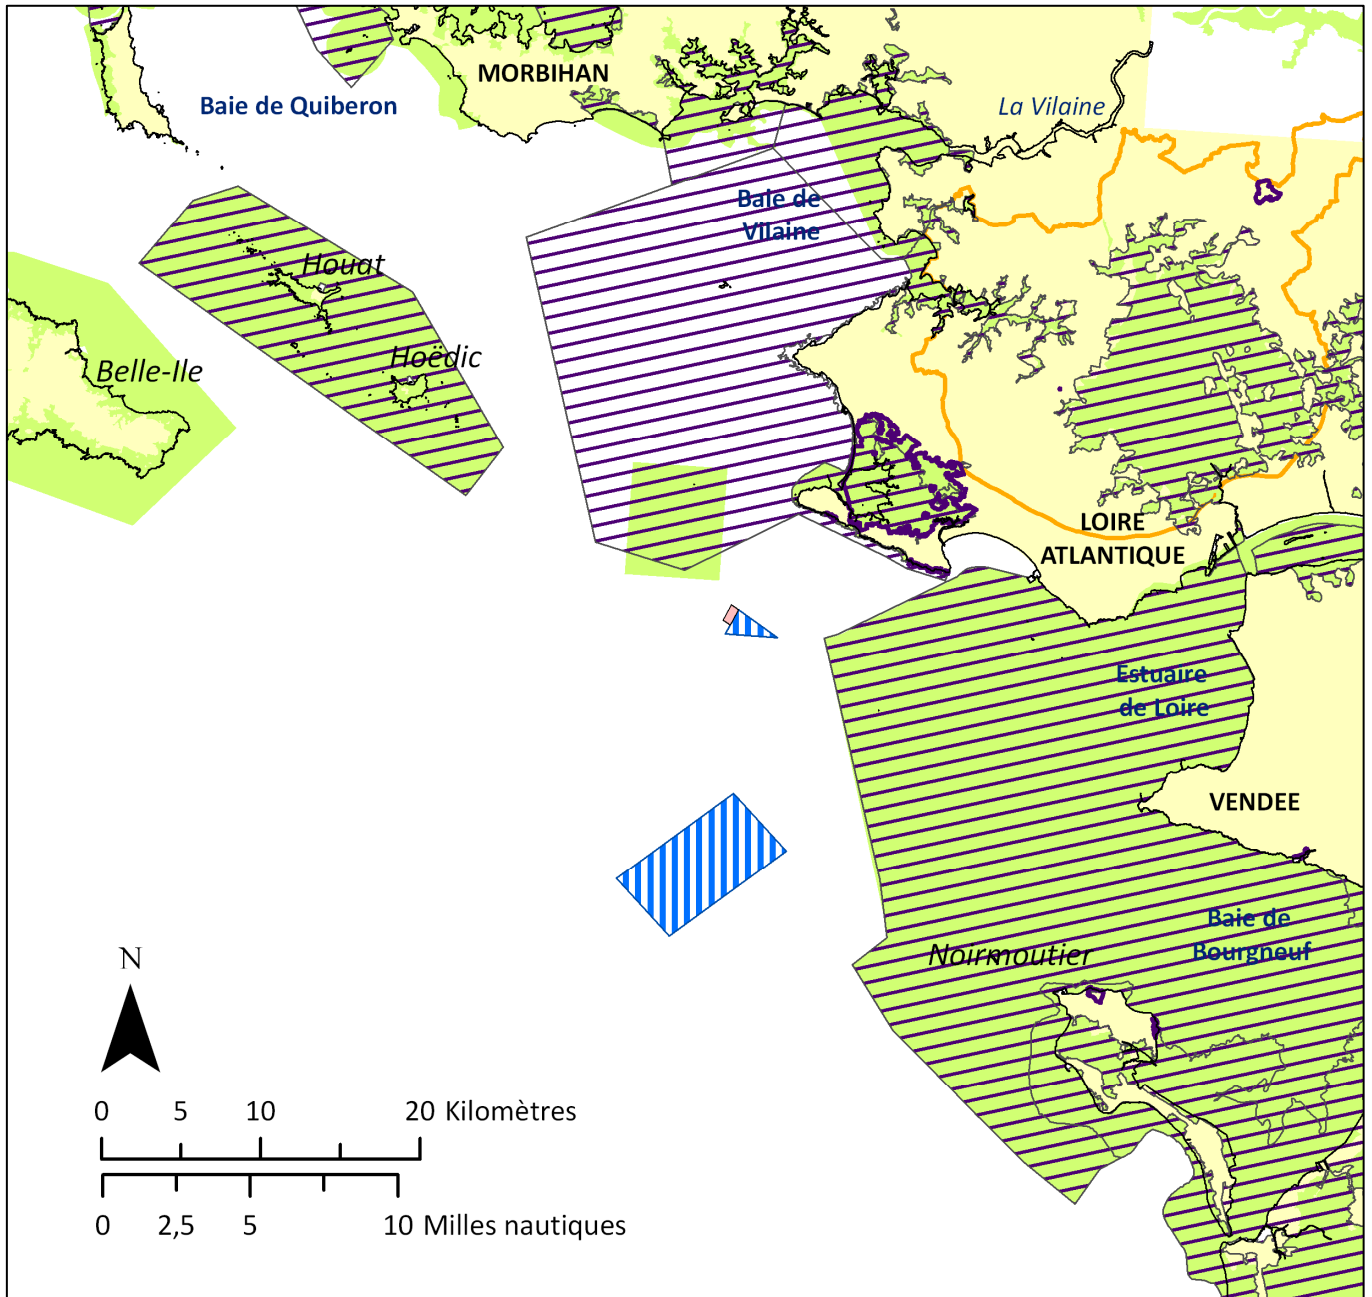 MORBIHAN
Baie de Quiberon
La Vilaine
Baie de
Vilaine
Houat
Hoëdic
Belle-Ile
LOIRE
ATLANTIQUE
Estuaire
de Loire
VENDEE
Baie de
Bourgneuf
Noirmoutier
N
0 5 10 20 Kilomètres
0 2,5 5 10 Milles nautiques